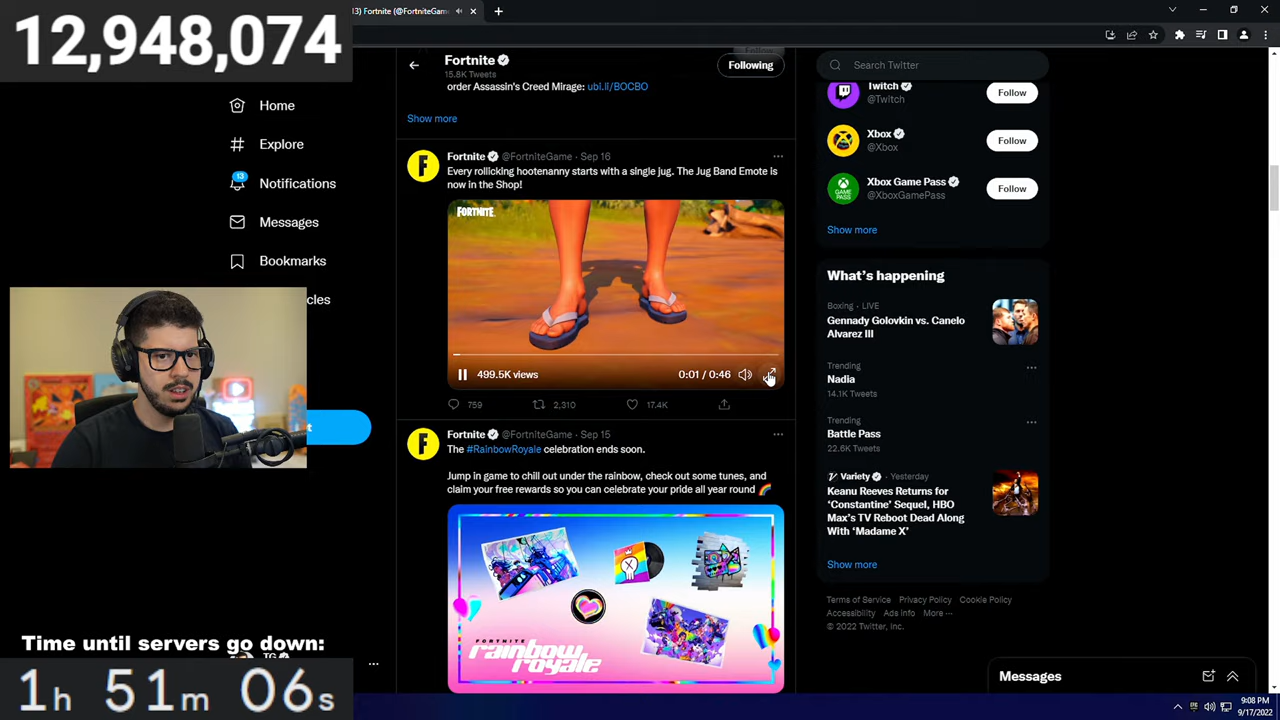 12,948,074
3) Fortnite (@FortniteGam
Home
Explore
13
Notifications
Messages
Bookmarks
cles
t
Time until servers go down:
TG
1h 51m 06s
Fortnite
15.8K Tweets
Following
order Assassin's Creed Mirage: ubi.li/BOCBO
Show more
Fortnite @FortniteGame · Sep 16
Every rollicking hootenanny starts with a single jug. The Jug Band Emote is
now in the Shop!
FORTNITE
499.5K views
0:01 / 0:46
759
2,310
17.4K
Fortnite @FortniteGame · Sep 15
The #RainbowRoyale celebration ends soon.
Jump in game to chill out under the rainbow, check out some tunes, and
claim your free rewards so you can celebrate your pride all year round
FORTNITE
rainbow
royale
Search Twitter
Twitch
@Twitch
Follow
Xbox
@Xbox
Follow
Xbox Game Pass
@XboxGamePass
Follow
Show more
What's happening
Boxing · LIVE
Gennady Golovkin vs. Canelo
Alvarez III
Trending
Nadia
14.1K Tweets
Trending
Battle Pass
22.6K Tweets
Variety · Yesterday
Keanu Reeves Returns for
'Constantine' Sequel, HBO
Max's TV Reboot Dead Along
With 'Madame X'
Show more
Terms of Service Privacy Policy Cookie Policy
Accessibility Ads info More ···
© 2022 Twitter, Inc.
Messages
9:08 PM
9/17/2022